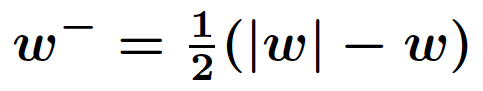 w⁻ = ½(|w| − w)